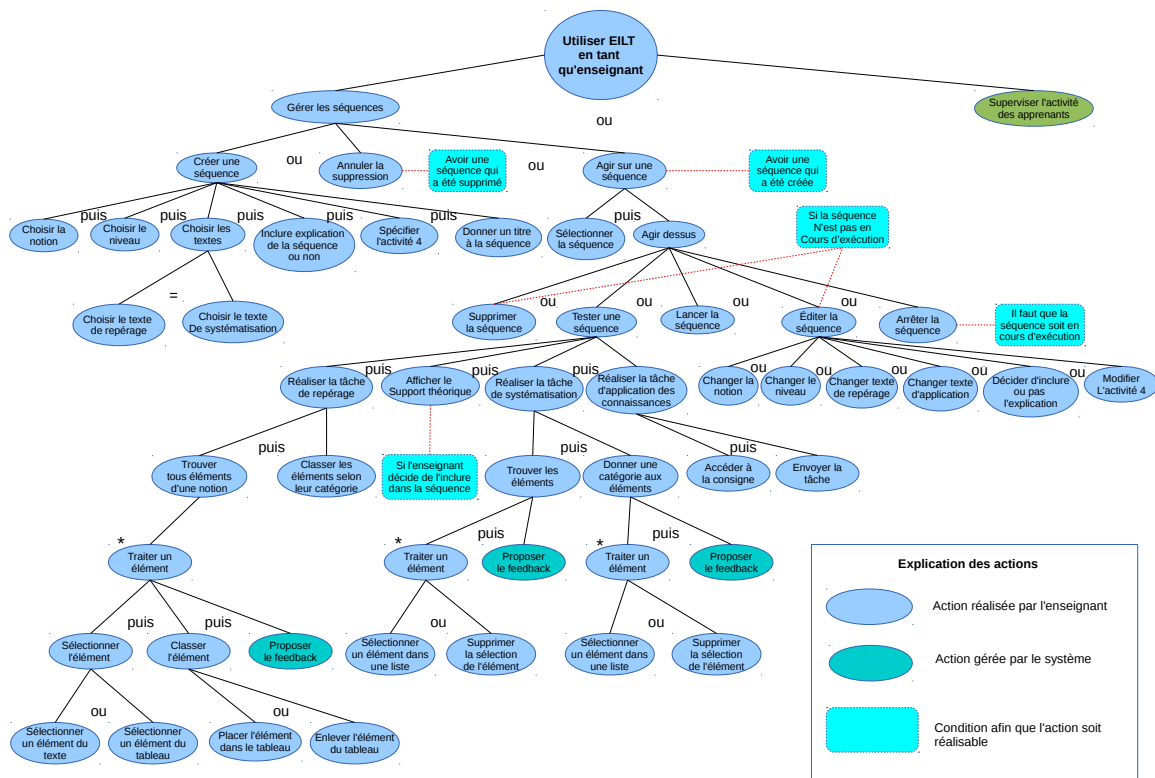 Utiliser EILT
en tant
qu'enseignant
Gérer les séquences
Superviser l'activité
des apprenants
ou
Créer une
séquence
ou
Annuler la
suppression
Avoir une
séquence qui
a été supprimé
ou
Agir sur une
séquence
Avoir une
séquence qui
a été créée
Choisir la
notion
puis
Choisir le
niveau
puis
Choisir les
textes
puis
Inclure explication
de la séquence
ou non
puis
Spécifier
l'activité 4
puis
Donner un titre
à la séquence
Sélectionner
la séquence
puis
Agir dessus
Si la séquence
N'est pas en
Cours d'exécution
Choisir le texte
de repérage
=
Choisir le texte
De systématisation
Supprimer
la séquence
ou
Tester une
séquence
ou
Lancer la
séquence
ou
Éditer la
séquence
ou
Arrêter la
séquence
Il faut que la
séquence soit en
cours d'exécution
Réaliser la tâche
de repérage
puis
Afficher le
Support théorique
puis
Réaliser la tâche
de systématisation
puis
Réaliser la tâche
d'application des
connaissances
Changer la
notion
ou
Changer le
niveau
ou
Changer texte
de repérage
ou
Changer texte
d'application
ou
Décider d'inclure
ou pas
l'explication
ou
Modifier
L'activité 4
Trouver
tous éléments
d'une notion
puis
Classer les
éléments selon
leur catégorie
Si l'enseignant
décide de l'inclure
dans la séquence
Trouver les
éléments
puis
Donner une
catégorie aux
éléments
puis
Accéder à
la consigne
Envoyer la
tâche
*
Traiter un
élément
*
Traiter un
élément
puis
Proposer
le feedback
*
Traiter un
élément
puis
Proposer
le feedback
Sélectionner
l'élément
puis
Classer
l'élément
puis
Proposer
le feedback
Sélectionner
un élément dans
une liste
ou
Supprimer
la sélection
de l'élément
Sélectionner
un élément dans
une liste
ou
Supprimer
la sélection
de l'élément
Sélectionner
un élément du
texte
ou
Sélectionner
un élément du
tableau
Placer l'élément
dans le tableau
ou
Enlever l'élément
du tableau
Explication des actions
Action réalisée par l'enseignant
Action gérée par le système
Condition afin que l'action soit
réalisable